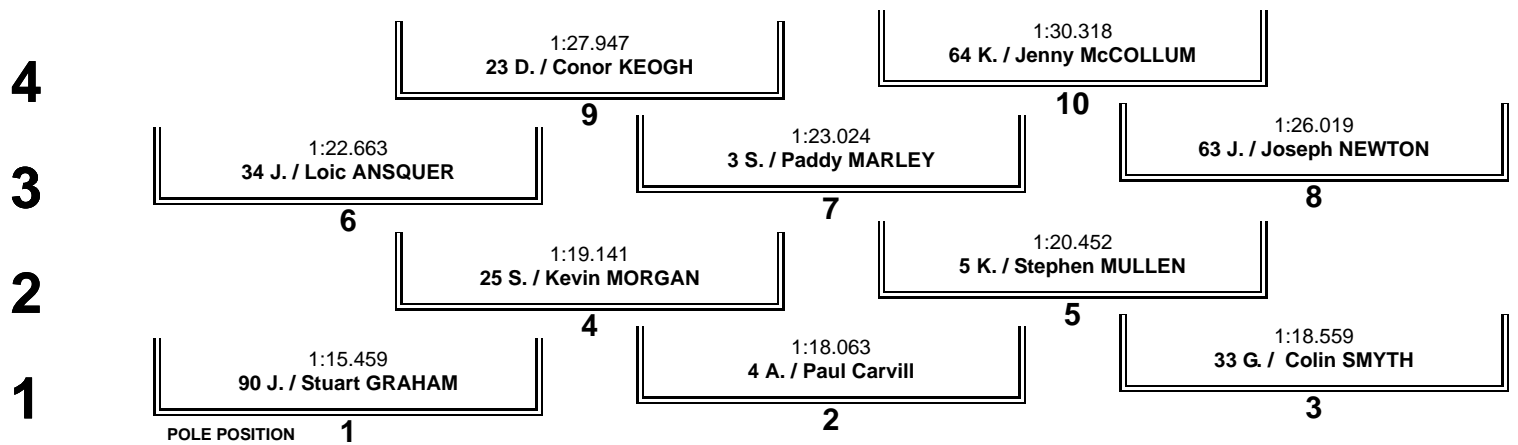 4
1:27.947
23 D. / Conor KEOGH
9
1:30.318
64 K. / Jenny McCOLLUM
10
3
1:22.663
34 J. / Loic ANSQUER
6
1:23.024
3 S. / Paddy MARLEY
7
1:26.019
63 J. / Joseph NEWTON
8
2
1:19.141
25 S. / Kevin MORGAN
4
1:20.452
5 K. / Stephen MULLEN
5
1
1:15.459
90 J. / Stuart GRAHAM
POLE POSITION 1
1:18.063
4 A. / Paul Carvill
2
1:18.559
33 G. / Colin SMYTH
3